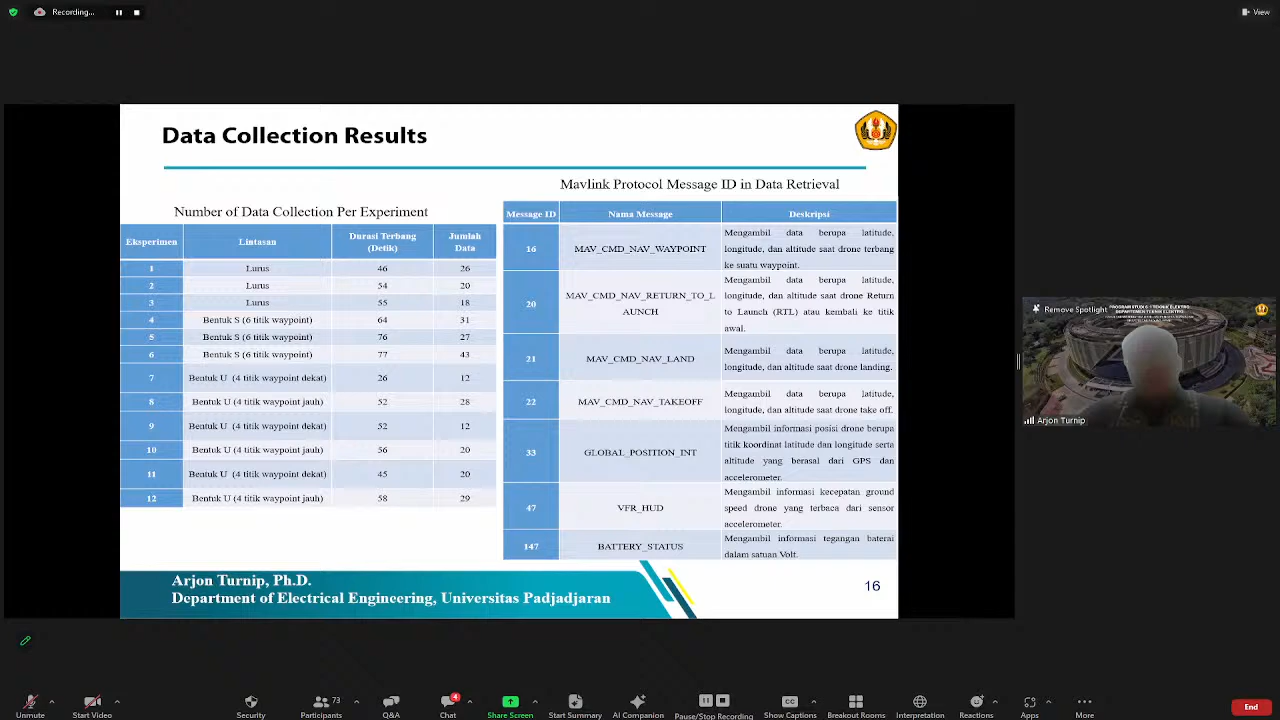 Recording...
View
Data Collection Results
Mavlink Protocol Message ID in Data Retrieval
Number of Data Collection Per Experiment
Eksperimen Lintasan Durasi Terbang (Detik) Jumlah Data
1 Lurus 46 26
2 Lurus 54 20
3 Lurus 55 18
4 Bentuk S (6 titik waypoint) 64 31
5 Bentuk S (6 titik waypoint) 76 27
6 Bentuk S (6 titik waypoint) 77 43
7 Bentuk U (4 titik waypoint dekat) 26 12
8 Bentuk U (4 titik waypoint jauh) 52 28
9 Bentuk U (4 titik waypoint dekat) 52 12
10 Bentuk U (4 titik waypoint jauh) 56 20
11 Bentuk U (4 titik waypoint dekat) 45 20
12 Bentuk U (4 titik waypoint jauh) 58 29
Message ID Nama Message Deskripsi
16 MAV_CMD_NAV_WAYPOINT Mengambil data berupa latitude,
longitude, dan altitude saat drone terbang
ke suatu waypoint.
20 MAV_CMD_NAV_RETURN_TO_L
AUNCH Mengambil data berupa latitude,
longitude, dan altitude saat drone Return
to Launch (RTL) atau kembali ke titik
awal.
21 MAV_CMD_NAV_LAND Mengambil data berupa latitude,
longitude, dan altitude saat drone landing.
22 MAV_CMD_NAV_TAKEOFF Mengambil data berupa latitude,
longitude, dan altitude saat drone take off.
33 GLOBAL_POSITION_INT Mengambil informasi posisi drone berupa
titik koordinat latitude dan longitude serta
altitude yang berasal dari GPS dan
accelerometer.
47 VFR_HUD Mengambil informasi kecepatan ground
speed drone yang terbaca dari sensor
accelerometer.
147 BATTERY_STATUS Mengambil informasi tegangan baterai
dalam satuan Volt.
Arjon Turnip, Ph.D.
Department of Electrical Engineering, Universitas Padjadjaran
16
Remove Spotlight
PROGRAM STUDI S-1 TEKNIK ELEKTRO
DEPARTEMEN TEKNIK ELEKTRO
Arjon Turnip
Unmute
Start Video
Security
Participants 73
Q&A
Chat 4
Share Screen
Start Summary
AI Companion
Pause/Stop Recording
Show Captions
Breakout Rooms
Interpretation
Reactions
Apps
More
End